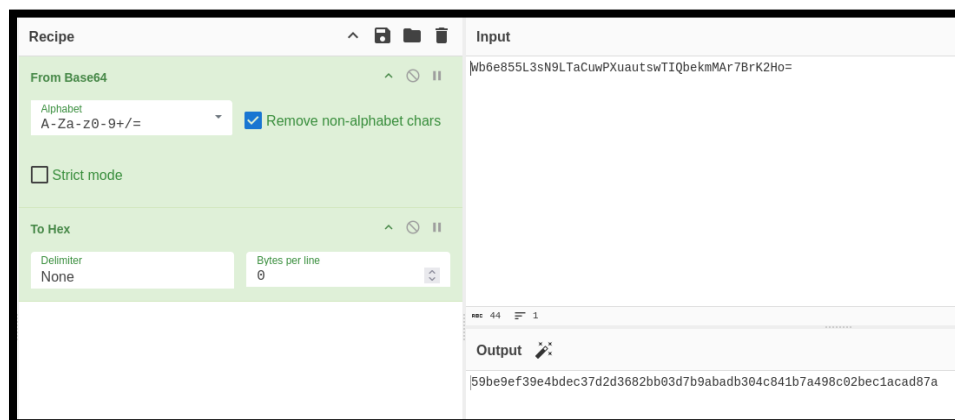 Recipe
From Base64
Alphabet
A-Za-z0-9+/=
Remove non-alphabet chars
Strict mode
To Hex
Delimiter
None
Bytes per line
0
Input
Wb6e855L3sN9LTaCuwPXuautswTIQbekmMAr7BrK2Ho=
ABC 44 1
Output
59be9ef39e4bdec37d2d3682bb03d7b9abadb304c841b7a498c02bec1acad87a